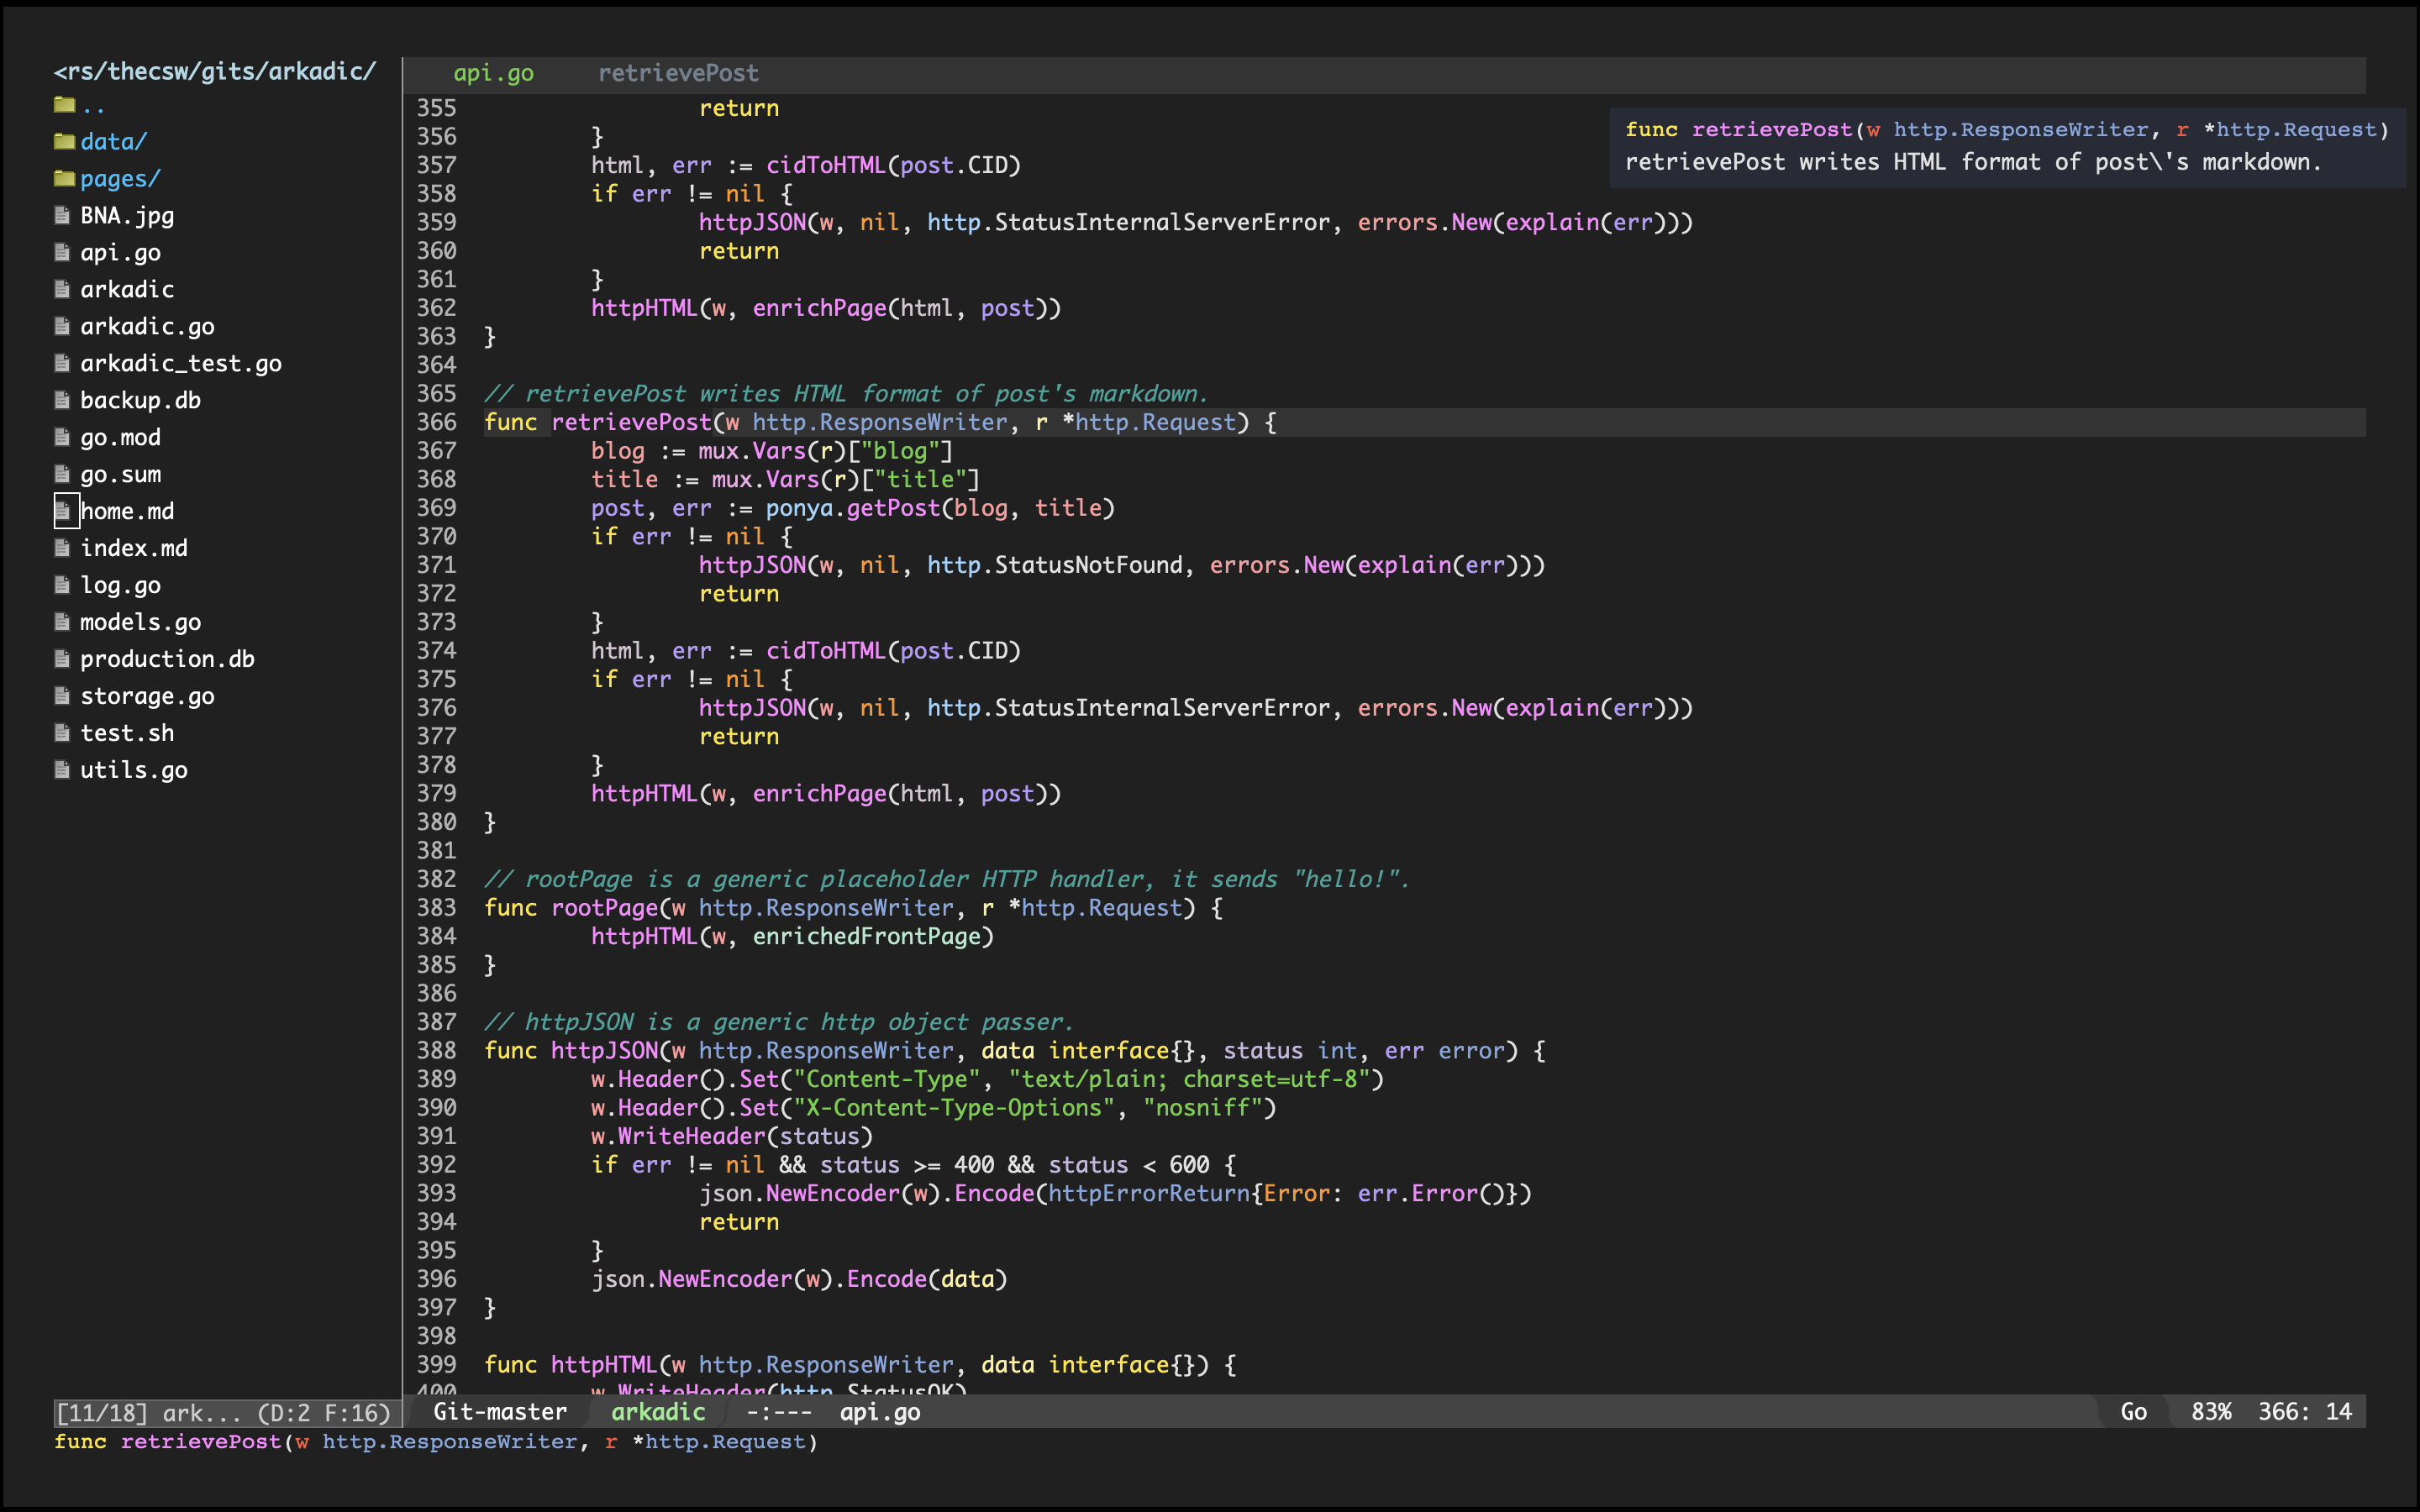 <rs/thecsw/gits/arkadic/
..
data/
pages/
BNA.jpg
api.go
arkadic
arkadic.go
arkadic_test.go
backup.db
go.mod
go.sum
home.md
index.md
log.go
models.go
production.db
storage.go
test.sh
utils.go
[11/18] ark... (D:2 F:16)
api.go retrievePost
355 return
356 }
357 html, err := cidToHTML(post.CID)
358 if err != nil {
359 httpJSON(w, nil, http.StatusInternalServerError, errors.New(explain(err)))
360 return
361 }
362 httpHTML(w, enrichPage(html, post))
363 }
364
365 // retrievePost writes HTML format of post's markdown.
366 func retrievePost(w http.ResponseWriter, r *http.Request) {
367 blog := mux.Vars(r)["blog"]
368 title := mux.Vars(r)["title"]
369 post, err := ponya.getPost(blog, title)
370 if err != nil {
371 httpJSON(w, nil, http.StatusNotFound, errors.New(explain(err)))
372 return
373 }
374 html, err := cidToHTML(post.CID)
375 if err != nil {
376 httpJSON(w, nil, http.StatusInternalServerError, errors.New(explain(err)))
377 return
378 }
379 httpHTML(w, enrichPage(html, post))
380 }
381
382 // rootPage is a generic placeholder HTTP handler, it sends "hello!".
383 func rootPage(w http.ResponseWriter, r *http.Request) {
384 httpHTML(w, enrichedFrontPage)
385 }
386
387 // httpJSON is a generic http object passer.
388 func httpJSON(w http.ResponseWriter, data interface{}, status int, err error) {
389 w.Header().Set("Content-Type", "text/plain; charset=utf-8")
390 w.Header().Set("X-Content-Type-Options", "nosniff")
391 w.WriteHeader(status)
392 if err != nil && status >= 400 && status < 600 {
393 json.NewEncoder(w).Encode(httpErrorReturn{Error: err.Error()})
394 return
395 }
396 json.NewEncoder(w).Encode(data)
397 }
398
399 func httpHTML(w http.ResponseWriter, data interface{}) {
400 w.WriteHeader(http.StatusOK)
func retrievePost(w http.ResponseWriter, r *http.Request)
retrievePost writes HTML format of post\'s markdown.
Git-master arkadic -:--- api.go Go 83% 366: 14
func retrievePost(w http.ResponseWriter, r *http.Request)